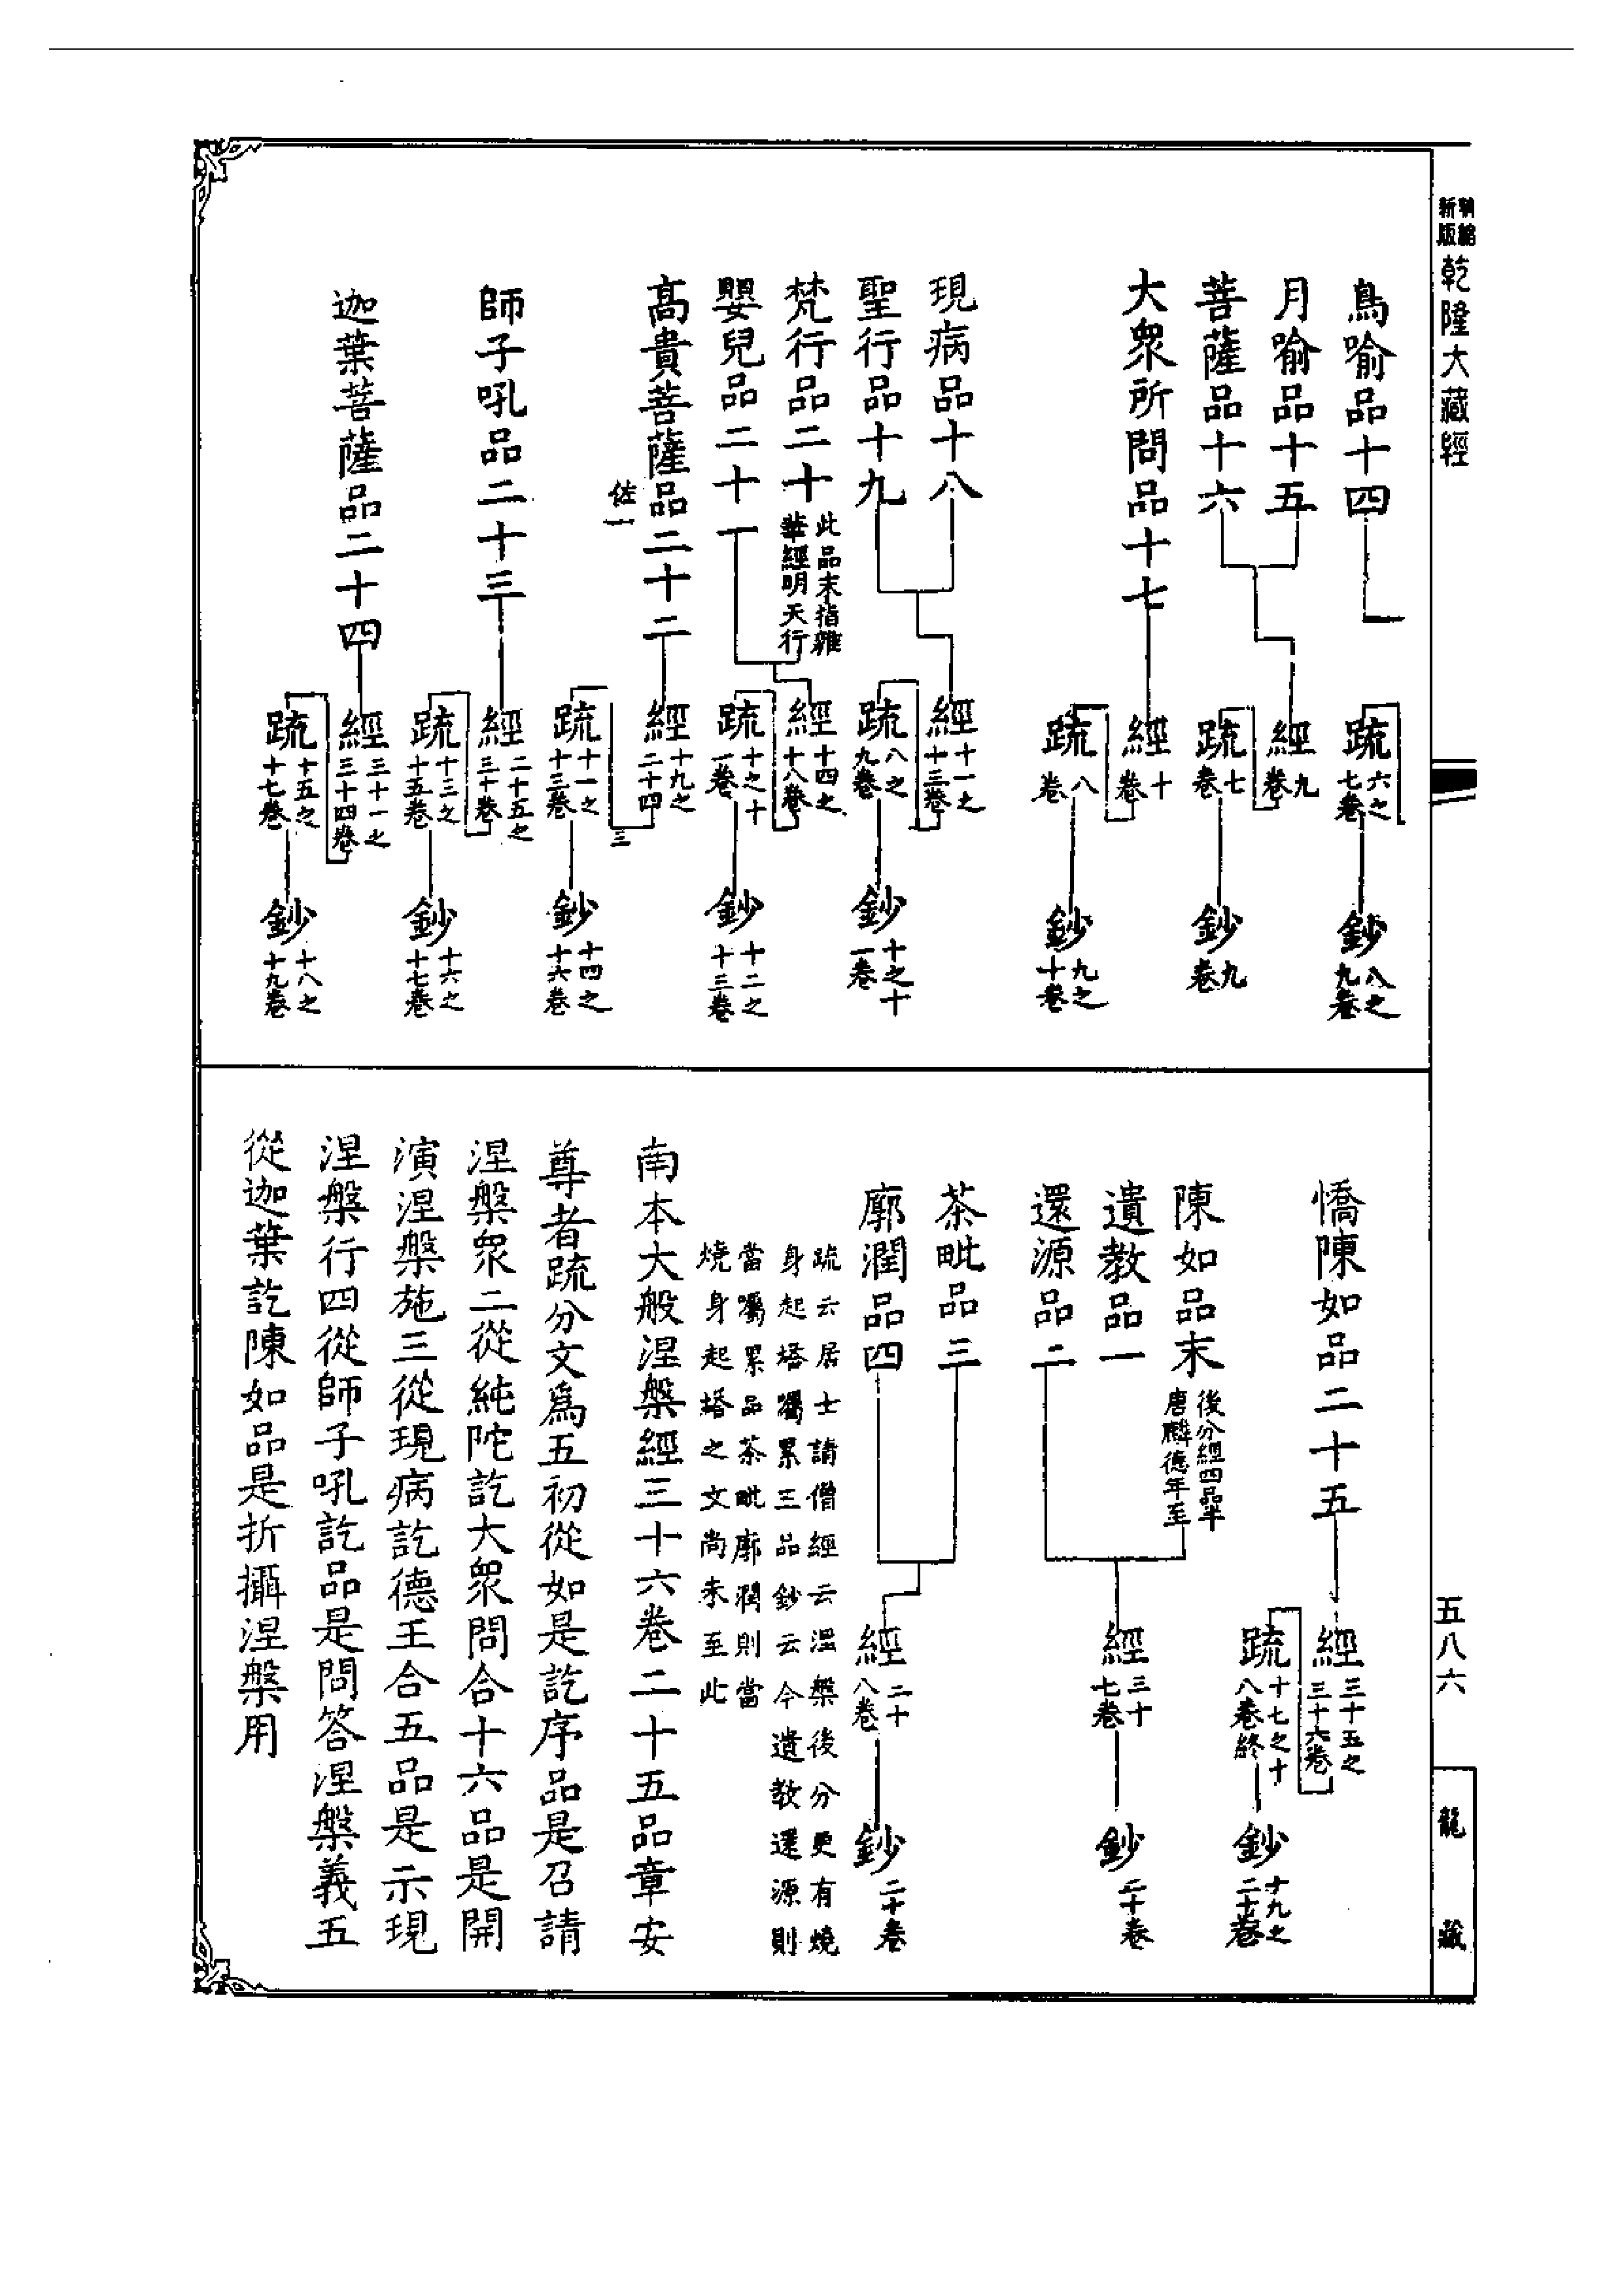 新版 精縮
乾隆大藏經
五八六
龍藏
鳥喻品十四
疏 六之七卷
鈔 八之九卷
月喻品十五
菩薩品十六
經 九卷
疏 七卷
鈔 九卷
大眾所問品十七
經 十卷
疏 八卷
鈔 九之十卷
現病品十八
聖行品十九
經 十一之十三卷
疏 八之九卷
鈔 十之十一卷
梵行品二十 此品末指雜華經明天行
嬰兒品二十一
經 十四之十八卷
疏 十之十一卷
鈔 十二之十三卷
高貴菩薩品二十二
佐一
經 十九之二十四
三
疏 十一之十三卷
鈔 十四之十六卷
師子吼品二十三
經 二十五之三十卷
疏 十三之十五卷
鈔 十六之十七卷
迦葉菩薩品二十四
經 三十一之三十四卷
疏 十五之十七卷
鈔 十八之十九卷
憍陳如品二十五
經 三十五之三十六卷
疏 十七之十八卷終
鈔 十九之二十卷
陳如品末 後分經四品半唐麟德年至
遺教品一
還源品二
經 三十七卷
鈔 二十卷
茶毗品三
廓潤品四
經 二十八卷
鈔 二十卷
疏云居士請僧經云涅槃後分更有燒
身起塔囑累三品鈔云今遺教還源則
當囑累品茶毗廓潤則當
燒身起塔之文尚未至此
南本大般涅槃經三十六卷二十五品章安
尊者疏分文為五初從如是訖序品是召請
涅槃眾二從純陀訖大眾問合十六品是開
演涅槃施三從現病訖德王合五品是示現
涅槃行四從師子吼訖品是問答涅槃義五
從迦葉訖陳如品是折攝涅槃用